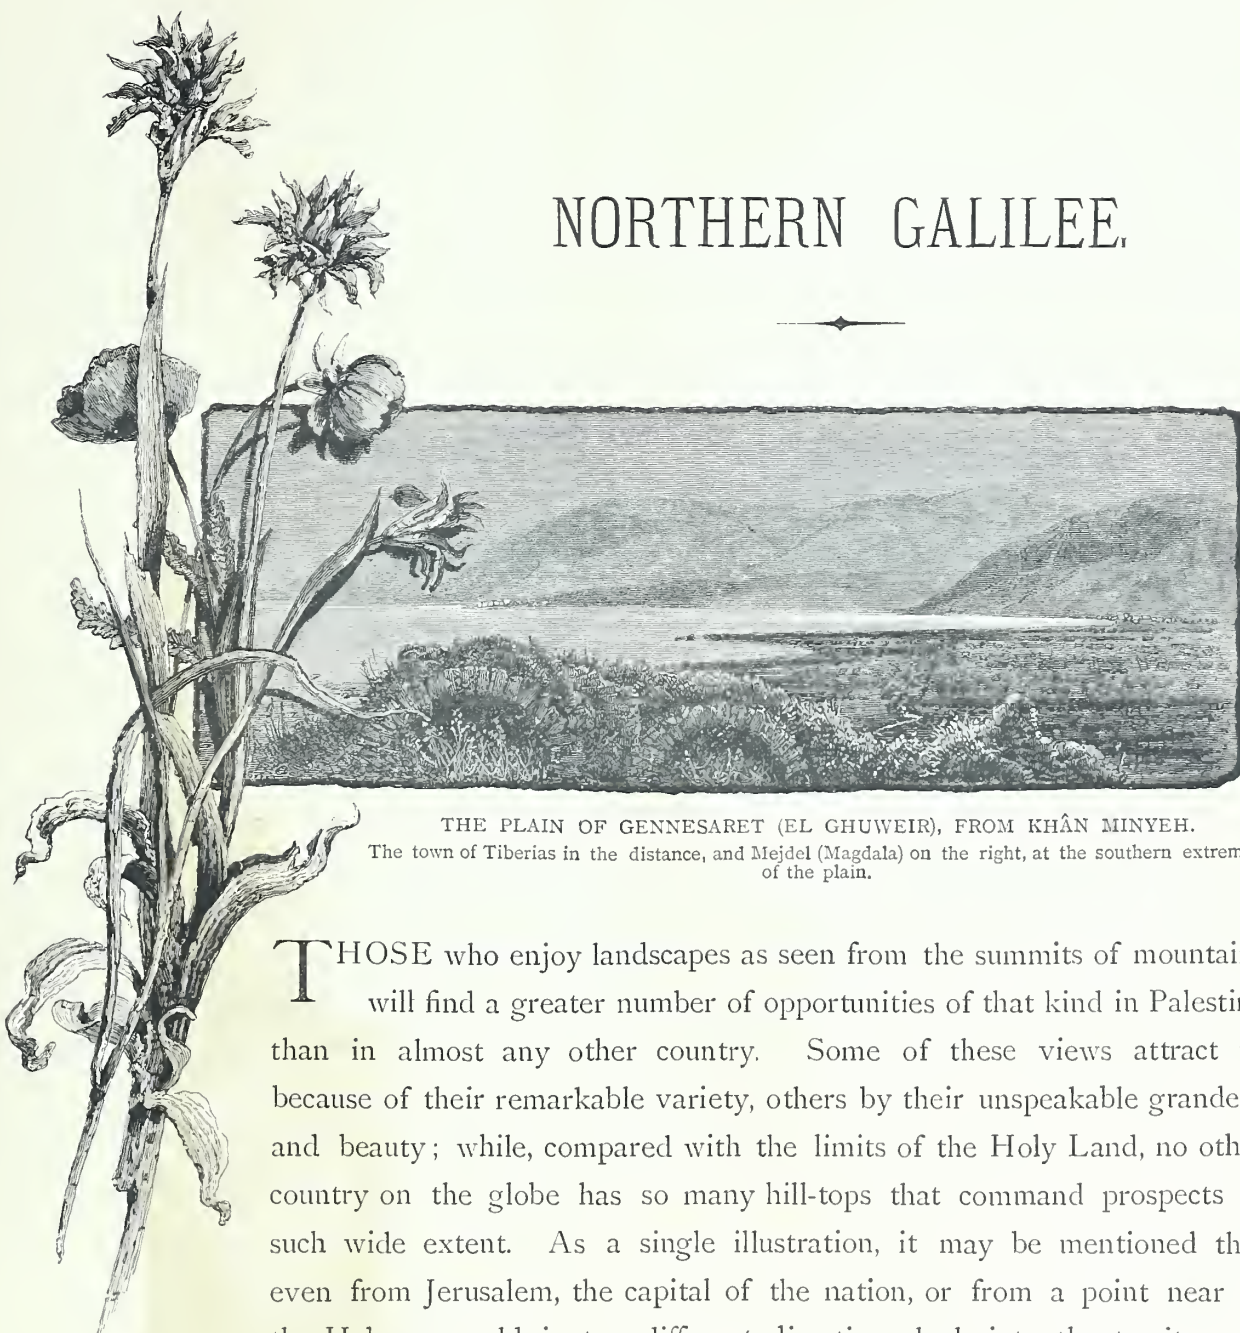 NORTHERN GALILEE.
THE PLAIN OF GENNESARET (EL GHUWEIR), FROM KHÂN MINYEH.
The town of Tiberias in the distance, and Mejdel (Magdala) on the right, at the southern
of the plain.
THOSE who enjoy landscapes as seen from the summits of
will find a greater number of opportunities of that kind in
than in almost any other country. Some of these views attract
because of their remarkable variety, others by their unspeakable
and beauty; while, compared with the limits of the Holy Land, no
country on the globe has so many hill-tops that command prospects
such wide extent. As a single illustration, it may be mentioned
even from Jerusalem, the capital of the nation, or from a point near